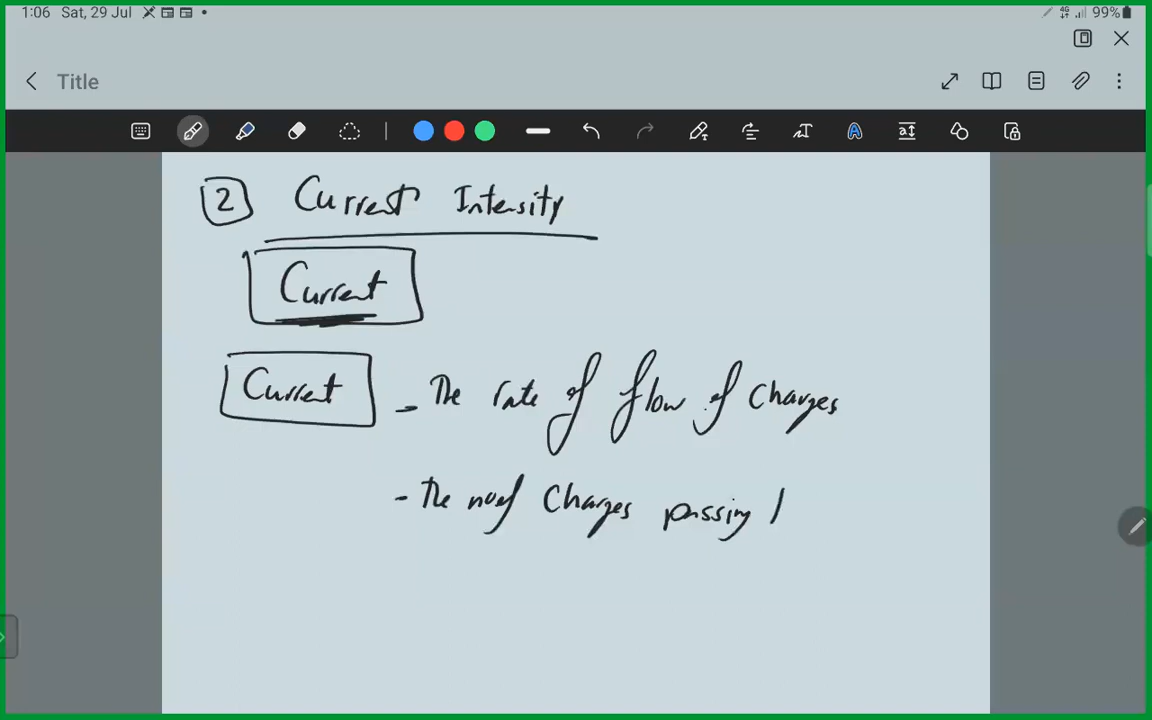 1:06 Sat, 29 Jul 4G 99%
Title
② Current Intensity
Current
Current - The rate of flow of Charges
- The no of Charges passing